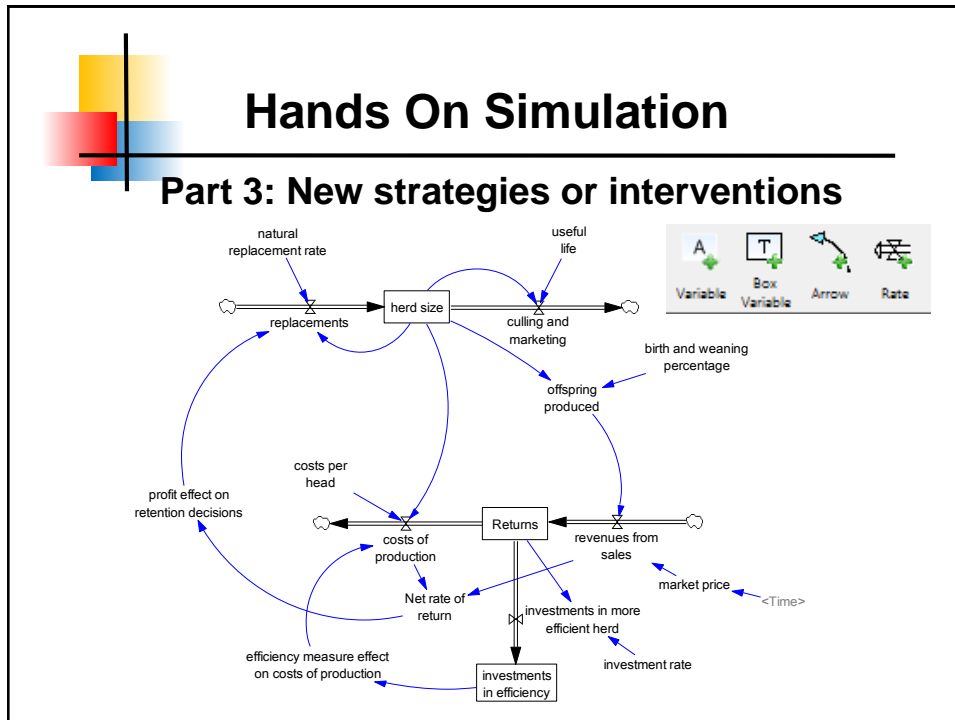 Hands On Simulation
Part 3: New strategies or interventions
natural
replacement rate
useful
life
A
T
Variable
Box
Variable
Arrow
Rate
replacements
herd size
culling and
marketing
birth and weaning
percentage
offspring
produced
costs per
head
profit effect on
retention decisions
costs of
production
Returns
revenues from
sales
market price
<Time>
Net rate of
return
investments in more
efficient herd
investment rate
efficiency measure effect
on costs of production
investments
in efficiency